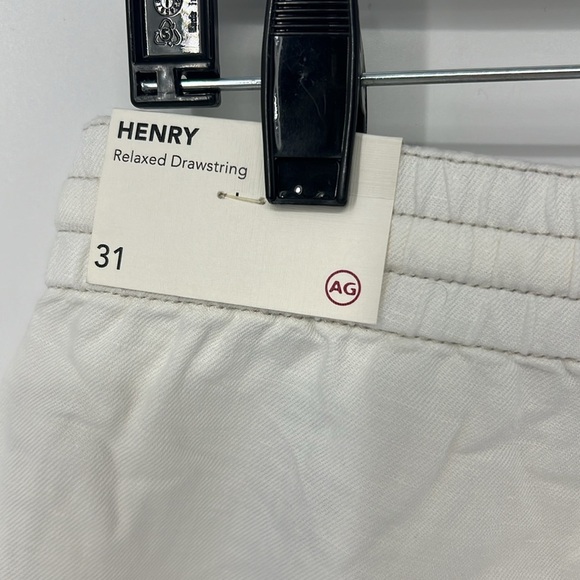 HENRY
Relaxed Drawstring
31
AG